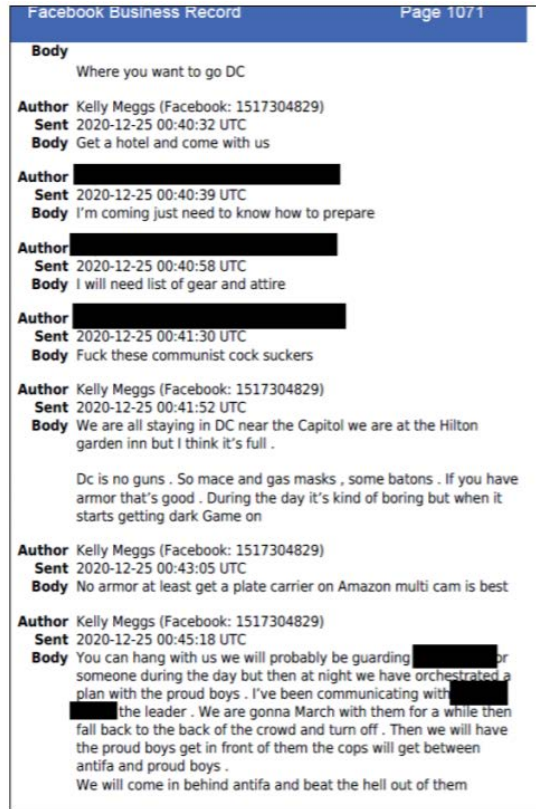 Facebook Business Record Page 1071
Body
Where you want to go DC
Author Kelly Meggs (Facebook: 1517304829)
Sent 2020-12-25 00:40:32 UTC
Body Get a hotel and come with us
Author
Sent 2020-12-25 00:40:39 UTC
Body I'm coming just need to know how to prepare
Author
Sent 2020-12-25 00:40:58 UTC
Body I will need list of gear and attire
Author
Sent 2020-12-25 00:41:30 UTC
Body Fuck these communist cock suckers
Author Kelly Meggs (Facebook: 1517304829)
Sent 2020-12-25 00:41:52 UTC
Body We are all staying in DC near the Capitol we are at the Hilton
garden inn but I think it's full .
Dc is no guns . So mace and gas masks , some batons . If you have
armor that's good . During the day it's kind of boring but when it
starts getting dark Game on
Author Kelly Meggs (Facebook: 1517304829)
Sent 2020-12-25 00:43:05 UTC
Body No armor at least get a plate carrier on Amazon multi cam is best
Author Kelly Meggs (Facebook: 1517304829)
Sent 2020-12-25 00:45:18 UTC
Body You can hang with us we will probably be guarding or
someone during the day but then at night we have orchestrated a
plan with the proud boys . I've been communicating with
the leader . We are gonna March with them for a while then
fall back to the back of the crowd and turn off . Then we will have
the proud boys get in front of them the cops will get between
antifa and proud boys .
We will come in behind antifa and beat the hell out of them